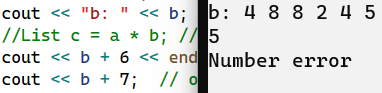 cout << "b: " << b;
//List c = a * b; //
cout << b + 6 << end
cout << b + 7;  // o
b: 4 8 8 2 4 5
5
Number error